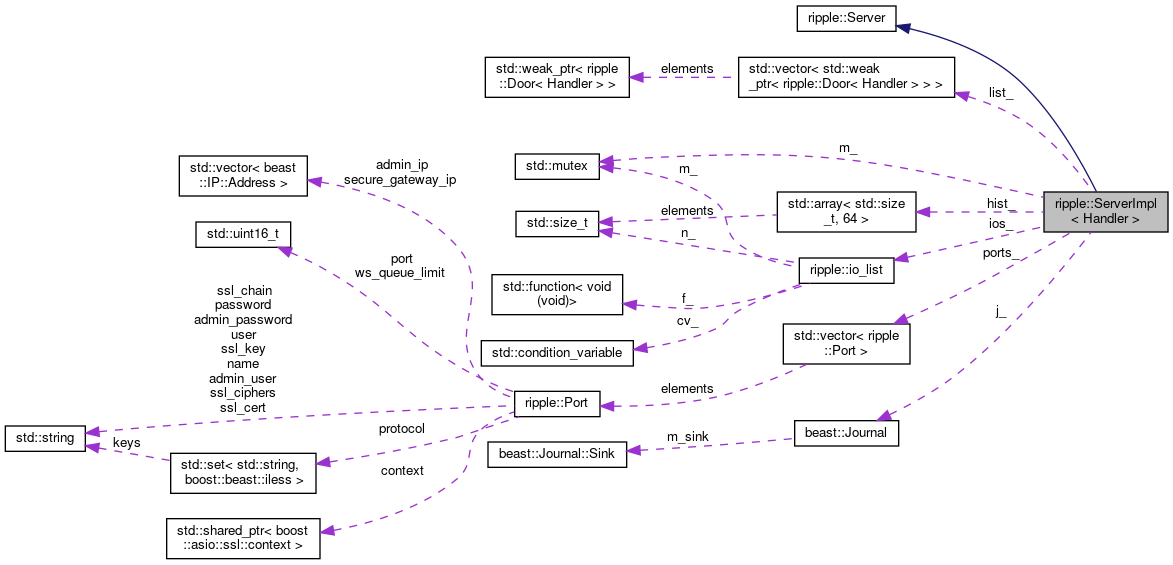 ripple::Server
std::weak_ptr< ripple
::Door< Handler > >
elements
std::vector< std::weak
_ptr< ripple::Door< Handler > > >
list_
std::vector< beast
::IP::Address >
admin_ip
secure_gateway_ip
std::mutex
m_
m_
ripple::ServerImpl
< Handler >
std::uint16_t
std::size_t
elements
std::array< std::size
_t, 64 >
hist_
n_
ios_
port
ws_queue_limit
ripple::io_list
ports_
std::function< void
(void)>
f_
cv_
j_
ssl_chain
password
admin_password
user
ssl_key
name
admin_user
ssl_ciphers
ssl_cert
std::condition_variable
std::vector< ripple
::Port >
ripple::Port
elements
std::string
keys
protocol
beast::Journal
m_sink
beast::Journal::Sink
std::set< std::string,
boost::beast::iless >
context
std::shared_ptr< boost
::asio::ssl::context >